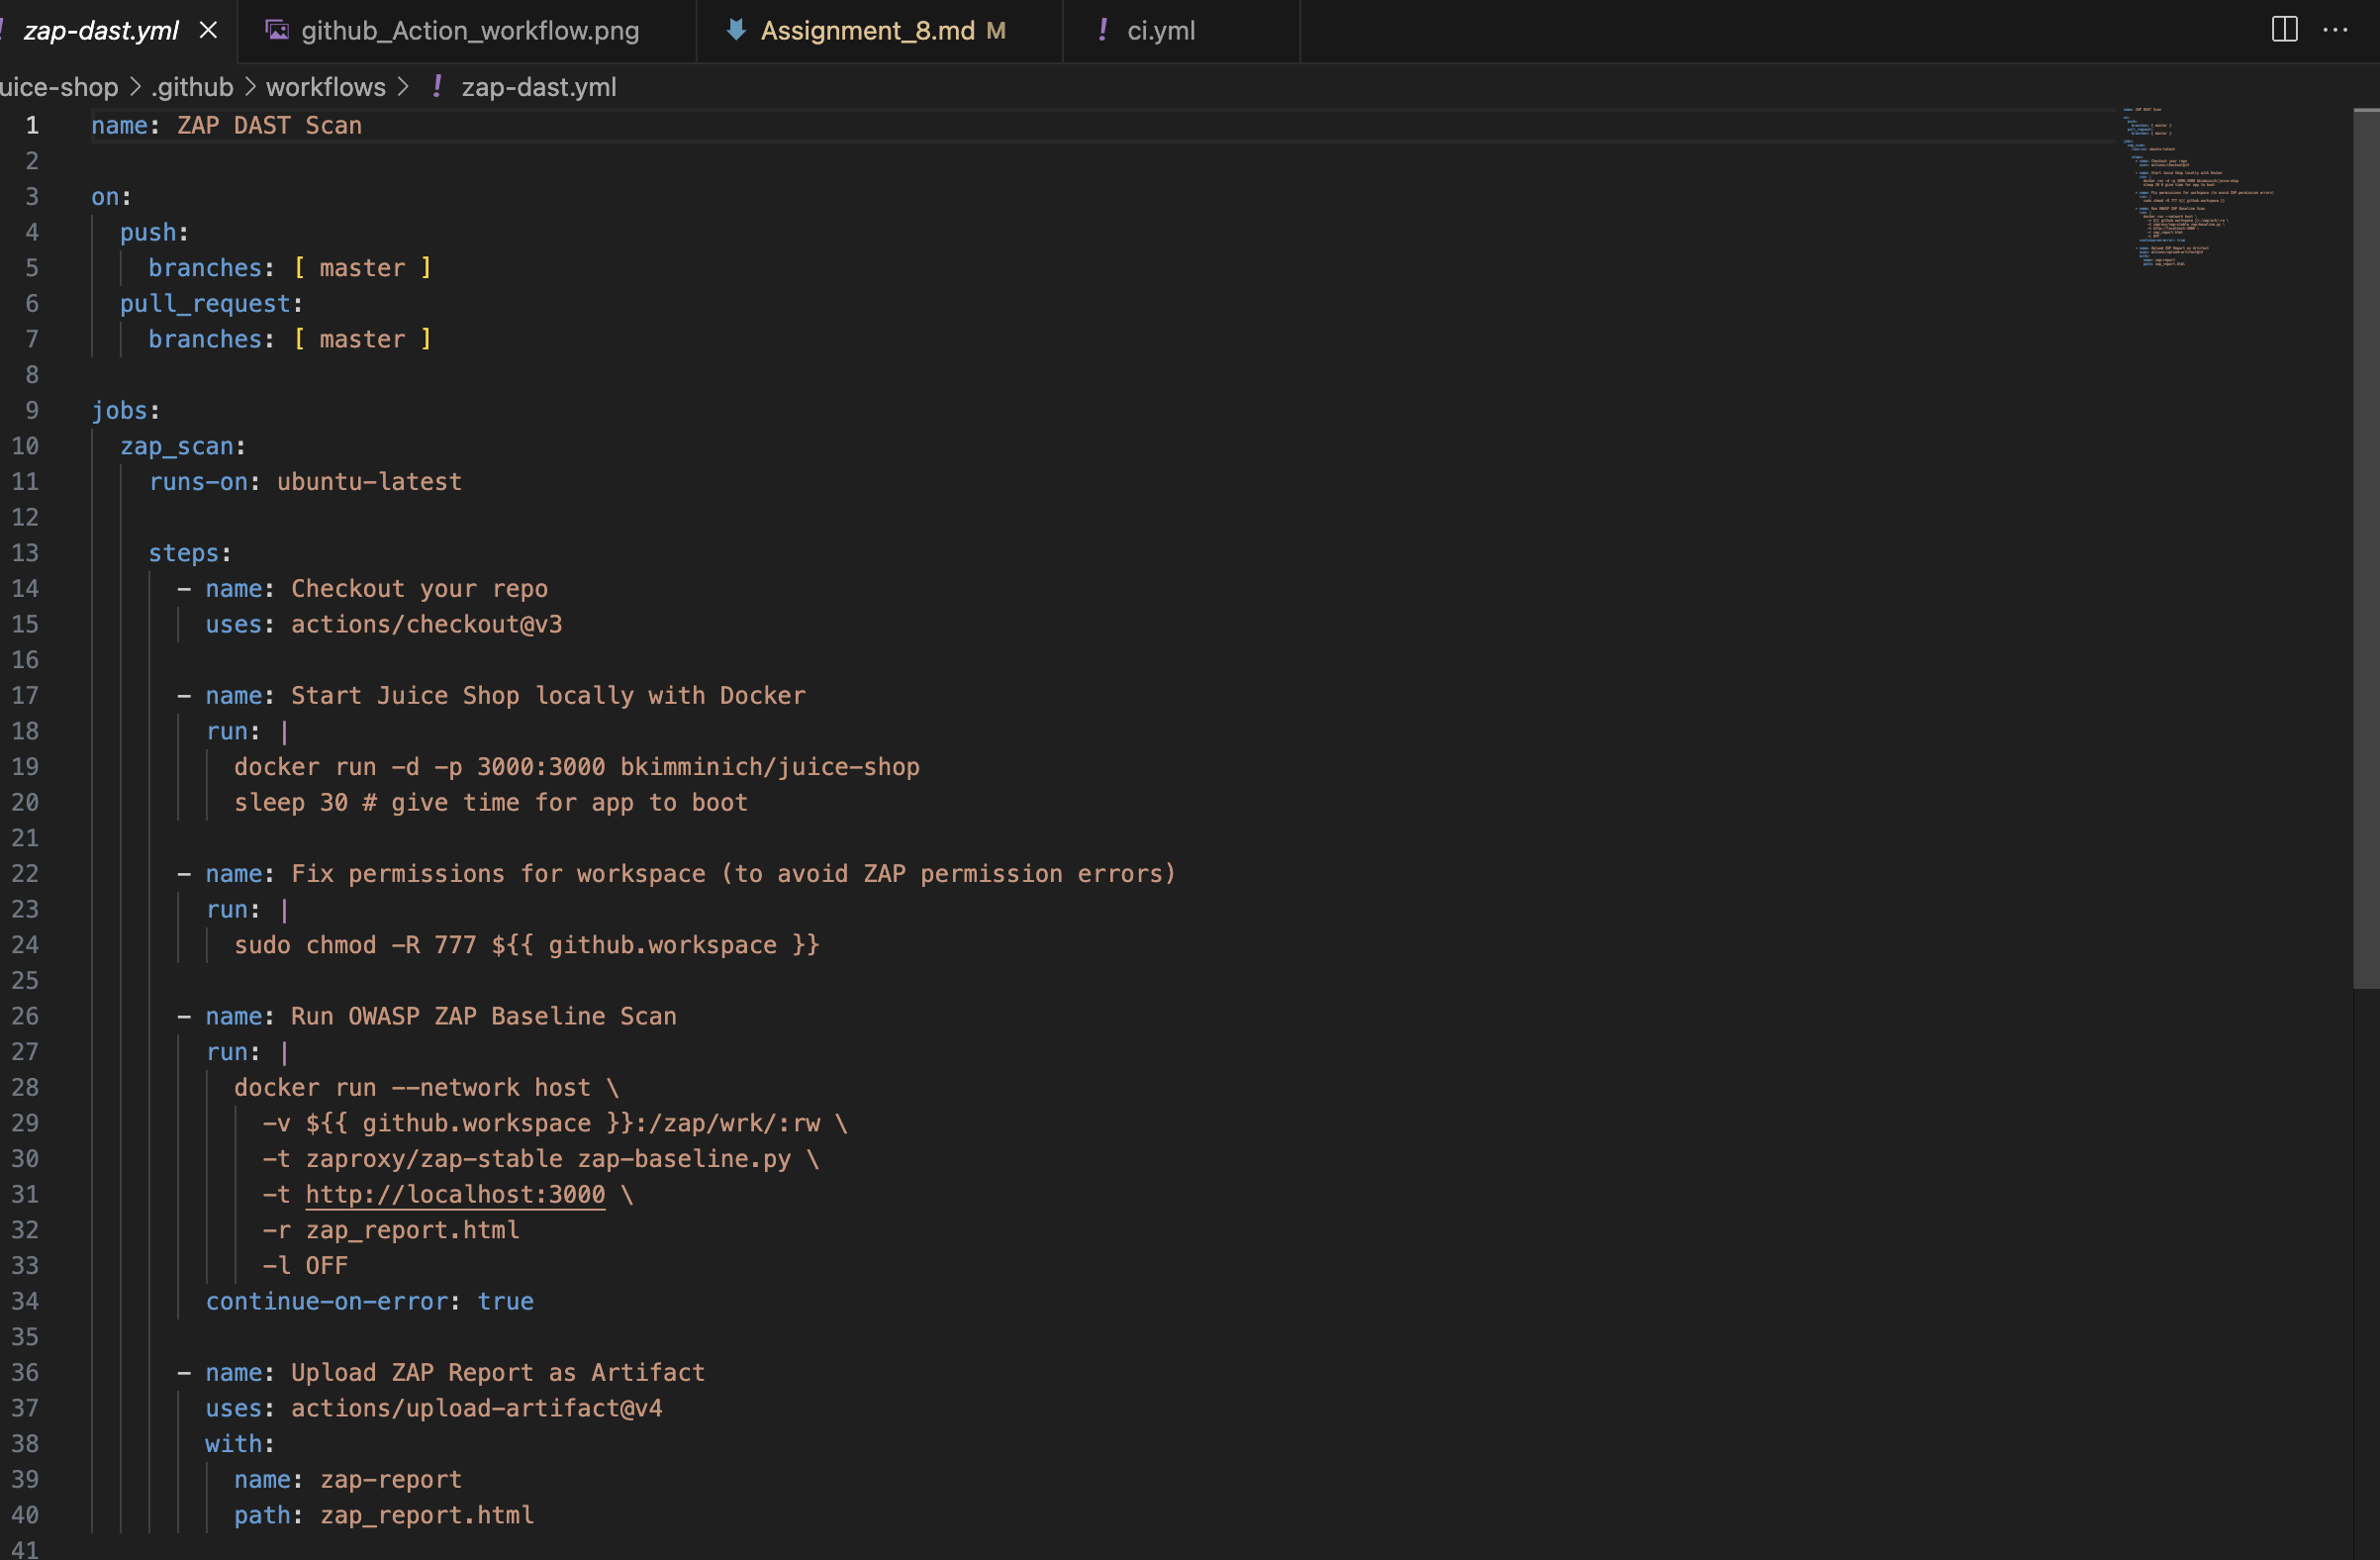 ! zap-dast.yml × github_Action_workflow.png Assignment_8.md M ! ci.yml ...
uice-shop > .github > workflows > ! zap-dast.yml
1 name: ZAP DAST Scan
2
3 on:
4   push:
5     branches: [ master ]
6   pull_request:
7     branches: [ master ]
8
9 jobs:
10   zap_scan:
11     runs-on: ubuntu-latest
12
13     steps:
14       - name: Checkout your repo
15         uses: actions/checkout@v3
16
17       - name: Start Juice Shop locally with Docker
18         run: |
19           docker run -d -p 3000:3000 bkimminich/juice-shop
20           sleep 30 # give time for app to boot
21
22       - name: Fix permissions for workspace (to avoid ZAP permission errors)
23         run: |
24           sudo chmod -R 777 ${{ github.workspace }}
25
26       - name: Run OWASP ZAP Baseline Scan
27         run: |
28           docker run --network host \
29             -v ${{ github.workspace }}:/zap/wrk/:rw \
30             -t zaproxy/zap-stable zap-baseline.py \
31             -t http://localhost:3000 \
32             -r zap_report.html
33             -l OFF
34         continue-on-error: true
35
36       - name: Upload ZAP Report as Artifact
37         uses: actions/upload-artifact@v4
38         with:
39           name: zap-report
40           path: zap_report.html
41